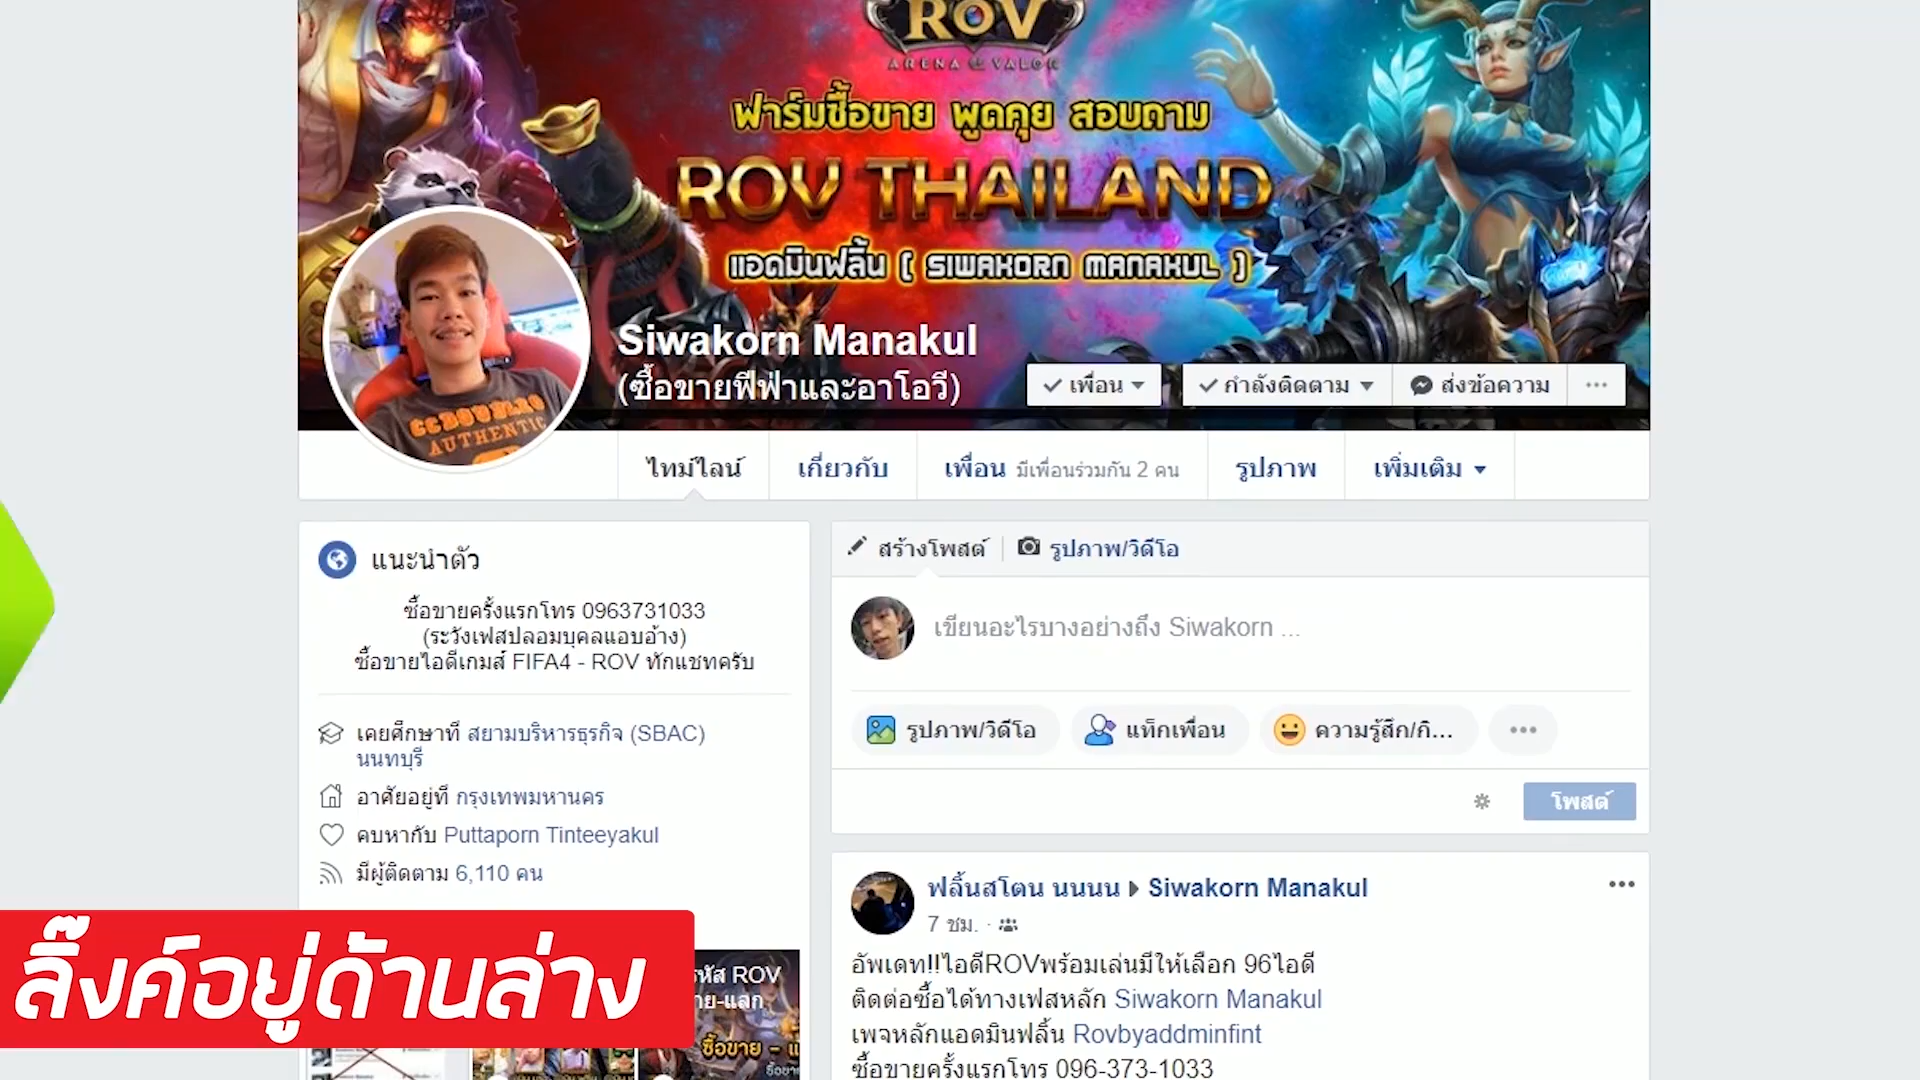 ROV
ARENA OF VALOR
ฟาร์มซื้อขาย พูดคุย สอบถาม
ROV THAILAND
แอดมินฟลิ้น ( SIWAKORN MANAKUL )
Siwakorn Manakul
(ซื้อขายฟีฟ่าและอาโอวี)
เพื่อน
กำลังติดตาม
ส่งข้อความ
ไทม์ไลน์
เกี่ยวกับ
เพื่อน มีเพื่อนร่วมกัน 2 คน
รูปภาพ
เพิ่มเติม
แนะนำตัว
ซื้อขายครั้งแรกโทร 0963731033
(ระวังเฟสปลอมบุคลแอบอ้าง)
ซื้อขายไอดีเกมส์ FIFA4 - ROV ทักแชทครับ
เคยศึกษาที่ สยามบริหารธุรกิจ (SBAC)
นนทบุรี
อาศัยอยู่ที่ กรุงเทพมหานคร
คบหากับ Puttaporn Tinteeyakul
มีผู้ติดตาม 6,110 คน
สร้างโพสต์
รูปภาพ/วิดีโอ
เขียนอะไรบางอย่างถึง Siwakorn ...
รูปภาพ/วิดีโอ
แท็กเพื่อน
ความรู้สึก/กิ...
โพสต์
ฟลิ้นสโตน นนนน Siwakorn Manakul
7 ชม.
อัพเดท!!ไอดีROVพร้อมเล่นมีให้เลือก 96ไอดี
ติดต่อซื้อได้ทางเฟสหลัก Siwakorn Manakul
เพจหลักแอดมินฟลิ้น Rovbyaddminfint
ซื้อขายครั้งแรกโทร 096-373-1033
ลิ๊งค์อยู่ด้านล่าง
รหัส ROV
าย-แลก
ซื้อขาย - แ
CCDOUBLEO
AUTHENTIC